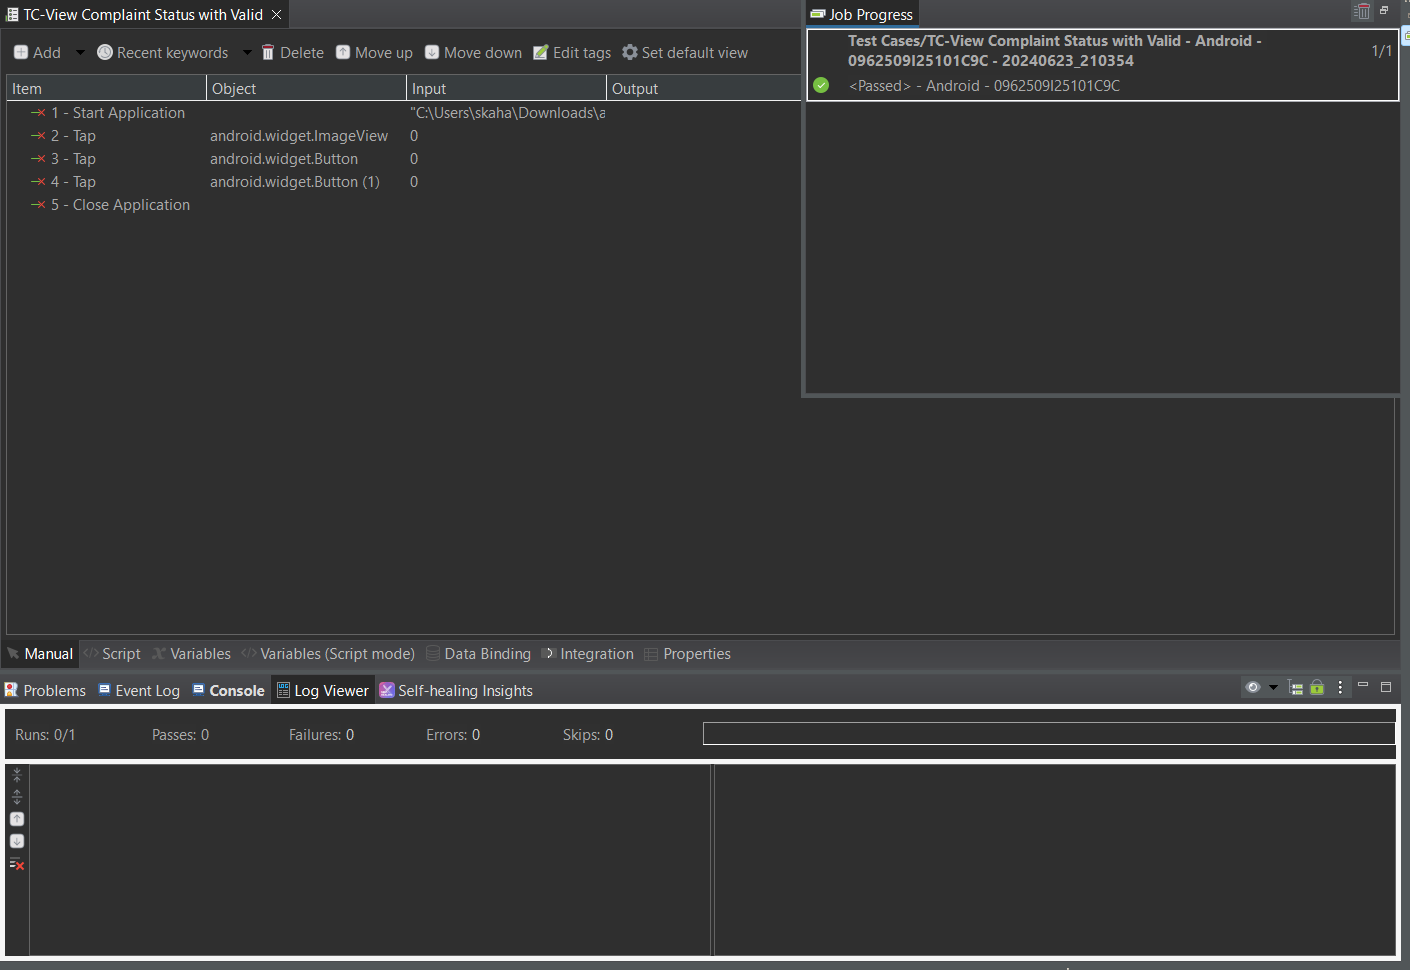 TC-View Complaint Status with Valid
Job Progress
Add
Recent keywords
Delete
Move up
Move down
Edit tags
Set default view
Test Cases/TC-View Complaint Status with Valid - Android -
0962509I25101C9C - 20240623_210354
1/1
<Passed> - Android - 0962509I25101C9C
Item Object Input Output
1 - Start Application "C:\Users\skaha\Downloads\a
2 - Tap android.widget.ImageView 0
3 - Tap android.widget.Button 0
4 - Tap android.widget.Button (1) 0
5 - Close Application
Manual Script Variables Variables (Script mode) Data Binding Integration Properties
Problems Event Log Console Log Viewer Self-healing Insights
Runs: 0/1 Passes: 0 Failures: 0 Errors: 0 Skips: 0